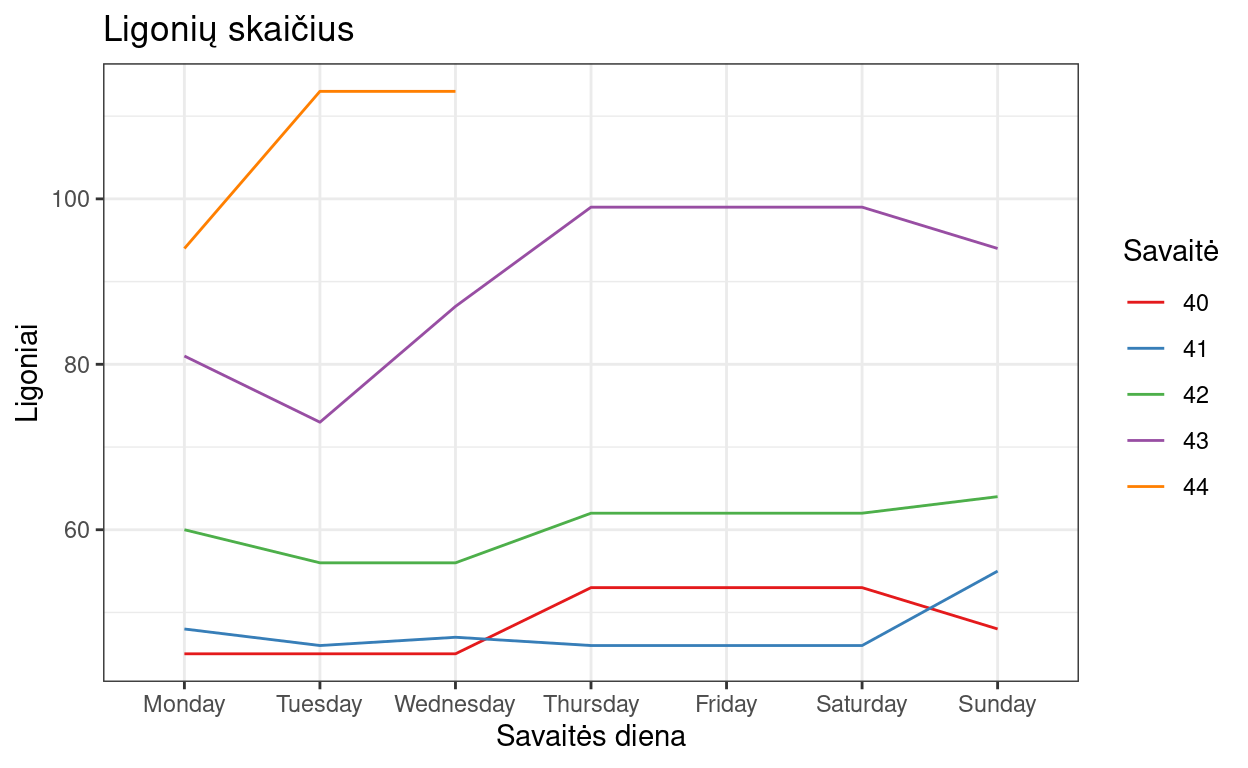 Ligonių skaičius
Ligoniai
100
80
60
Monday Tuesday Wednesday Thursday Friday Saturday Sunday
Savaitės diena
Savaitė
40
41
42
43
44